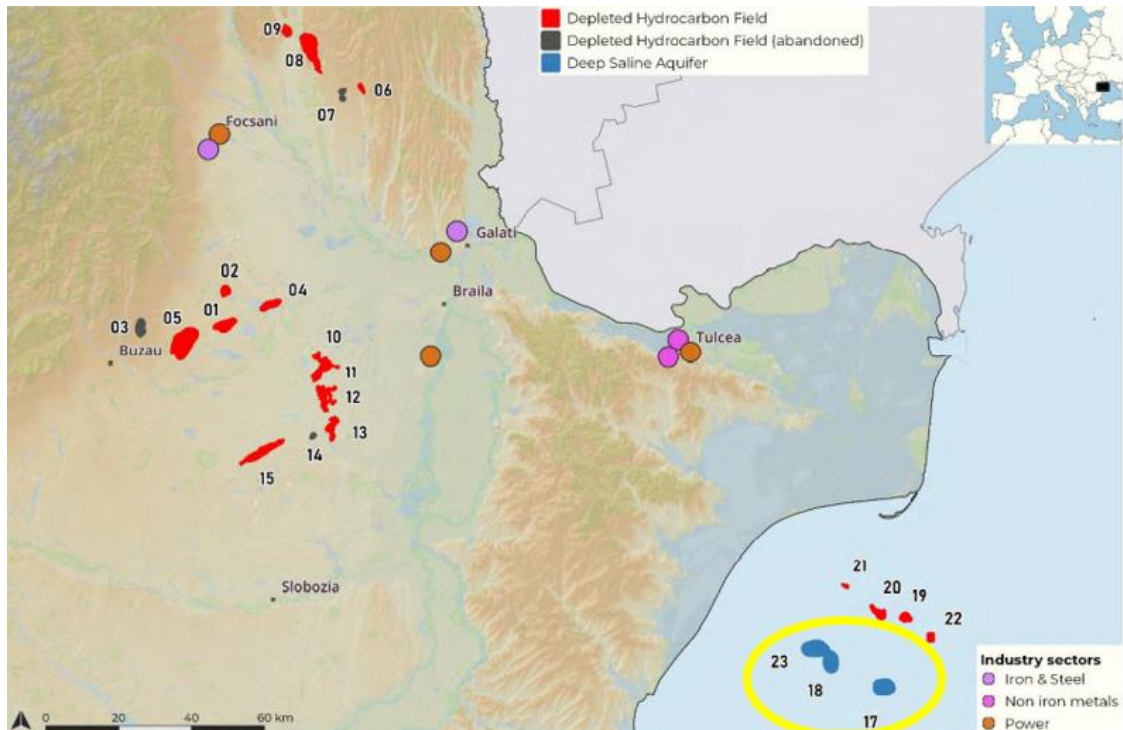 Depleted Hydrocarbon Field
Depleted Hydrocarbon Field (abandoned)
Deep Saline Aquifer
09
08
07
06
Focsani
Galati
Braila
02
04
03
05
01
Buzau
10
11
12
13
14
15
Tulcea
Slobozia
21
20
19
22
23
18
17
Industry sectors
Iron & Steel
Non iron metals
Power
0 20 40 60 km